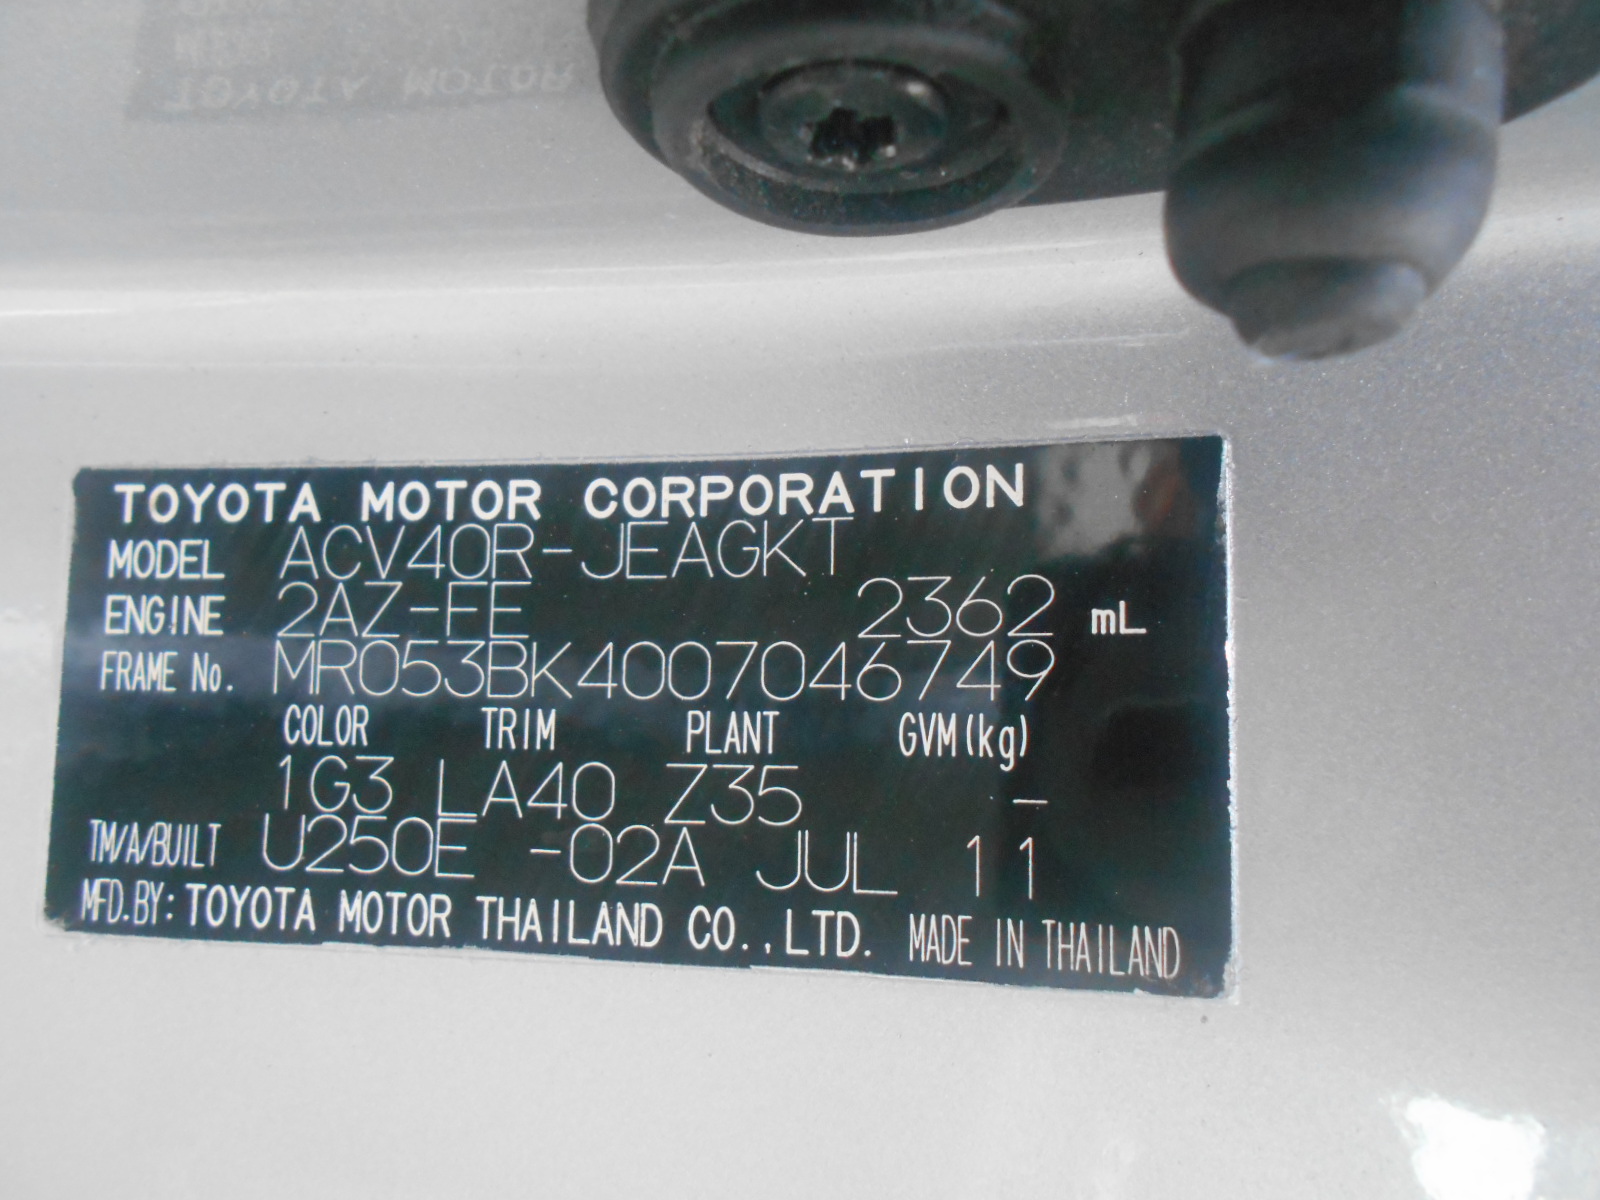 TOYOTA MOTOR
TOYOTA MOTOR CORPORATION
MODEL ACV40R-JEAGKT
ENGINE 2AZ-FE 2362 mL
FRAME No. MR053BK4007046749
COLOR TRIM PLANT GVM(kg)
1G3 LA40 Z35 -
TM/A/BUILT U250E -02A JUL 11
MFD.BY: TOYOTA MOTOR THAILAND CO.,LTD. MADE IN THAILAND